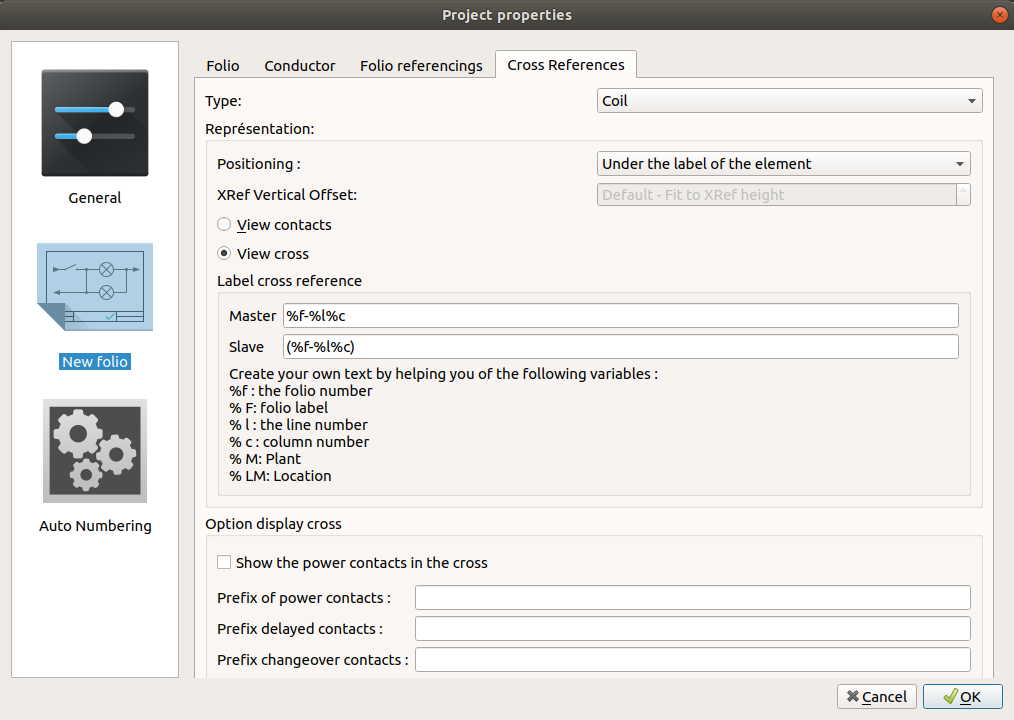 Project properties
General
New folio
Auto Numbering
Folio
Conductor
Folio referencings
Cross References
Type:
Coil
Représentation:
Positioning :
Under the label of the element
XRef Vertical Offset:
Default - Fit to XRef height
View contacts
View cross
Label cross reference
Master
%f-%l%c
Slave
(%f-%l%c)
Create your own text by helping you of the following variables :
%f : the folio number
% F: folio label
% l : the line number
% c : column number
% M: Plant
% LM: Location
Option display cross
Show the power contacts in the cross
Prefix of power contacts :
Prefix delayed contacts :
Prefix changeover contacts :
Cancel
OK